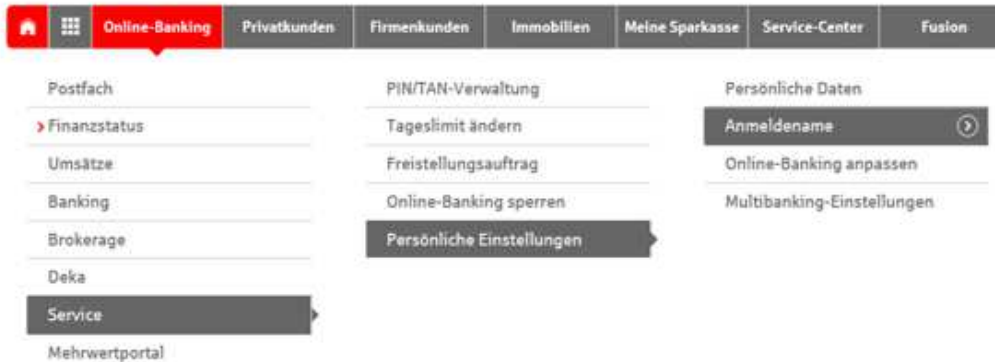 Online-Banking Privatkunden Firmenkunden Immobilien Meine Sparkasse Service-Center Fusion
Postfach
Finanzstatus
Umsätze
Banking
Brokerage
Deka
Service
Mehrwertportal
PIN/TAN-Verwaltung
Tageslimit ändern
Freistellungsauftrag
Online-Banking sperren
Persönliche Einstellungen
Persönliche Daten
Anmeldename
Online-Banking anpassen
Multibanking-Einstellungen